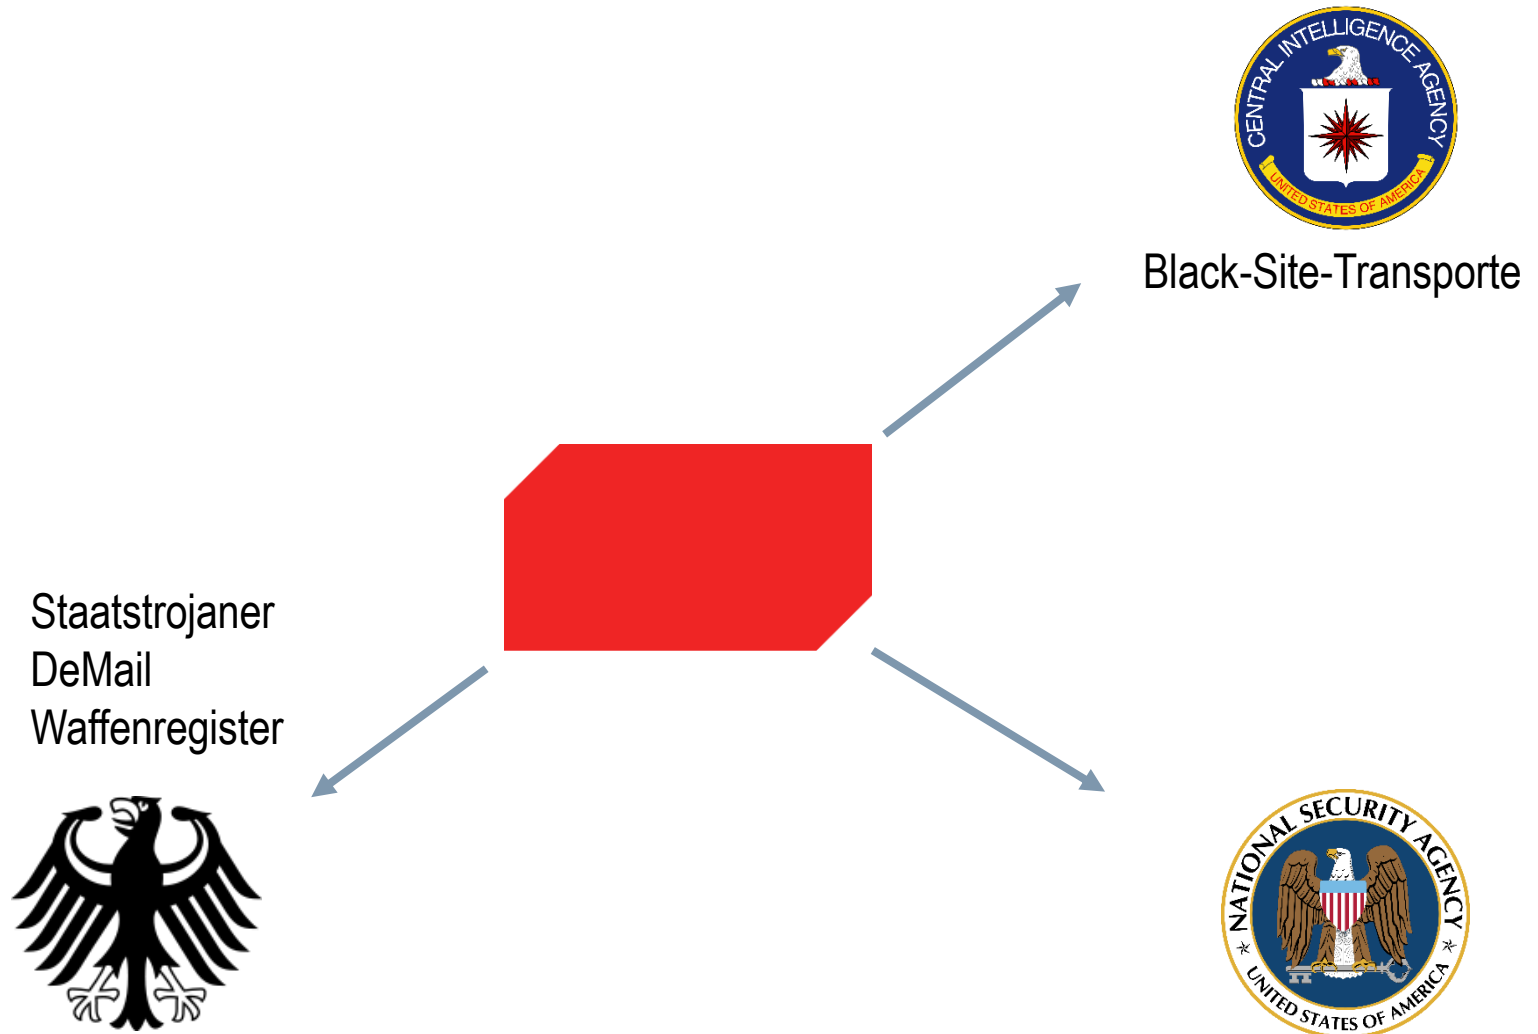 CENTRAL INTELLIGENCE AGENCY
UNITED STATES OF AMERICA
Black-Site-Transporte
Staatstrojaner
DeMail
Waffenregister
NATIONAL SECURITY AGENCY
UNITED STATES OF AMERICA